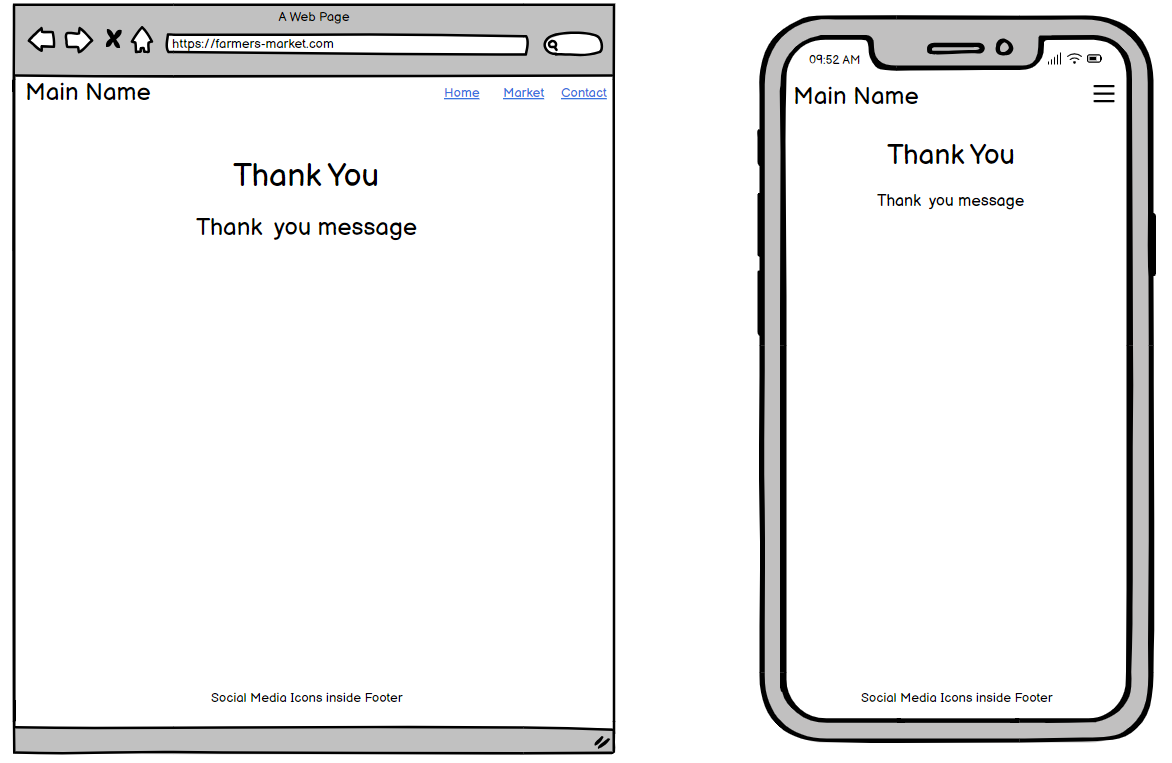 A Web Page
https://farmers-market.com
Main Name
Home Market Contact
Thank You
Thank you message
Social Media Icons inside Footer
09:52 AM
Main Name
Thank You
Thank you message
Social Media Icons inside Footer